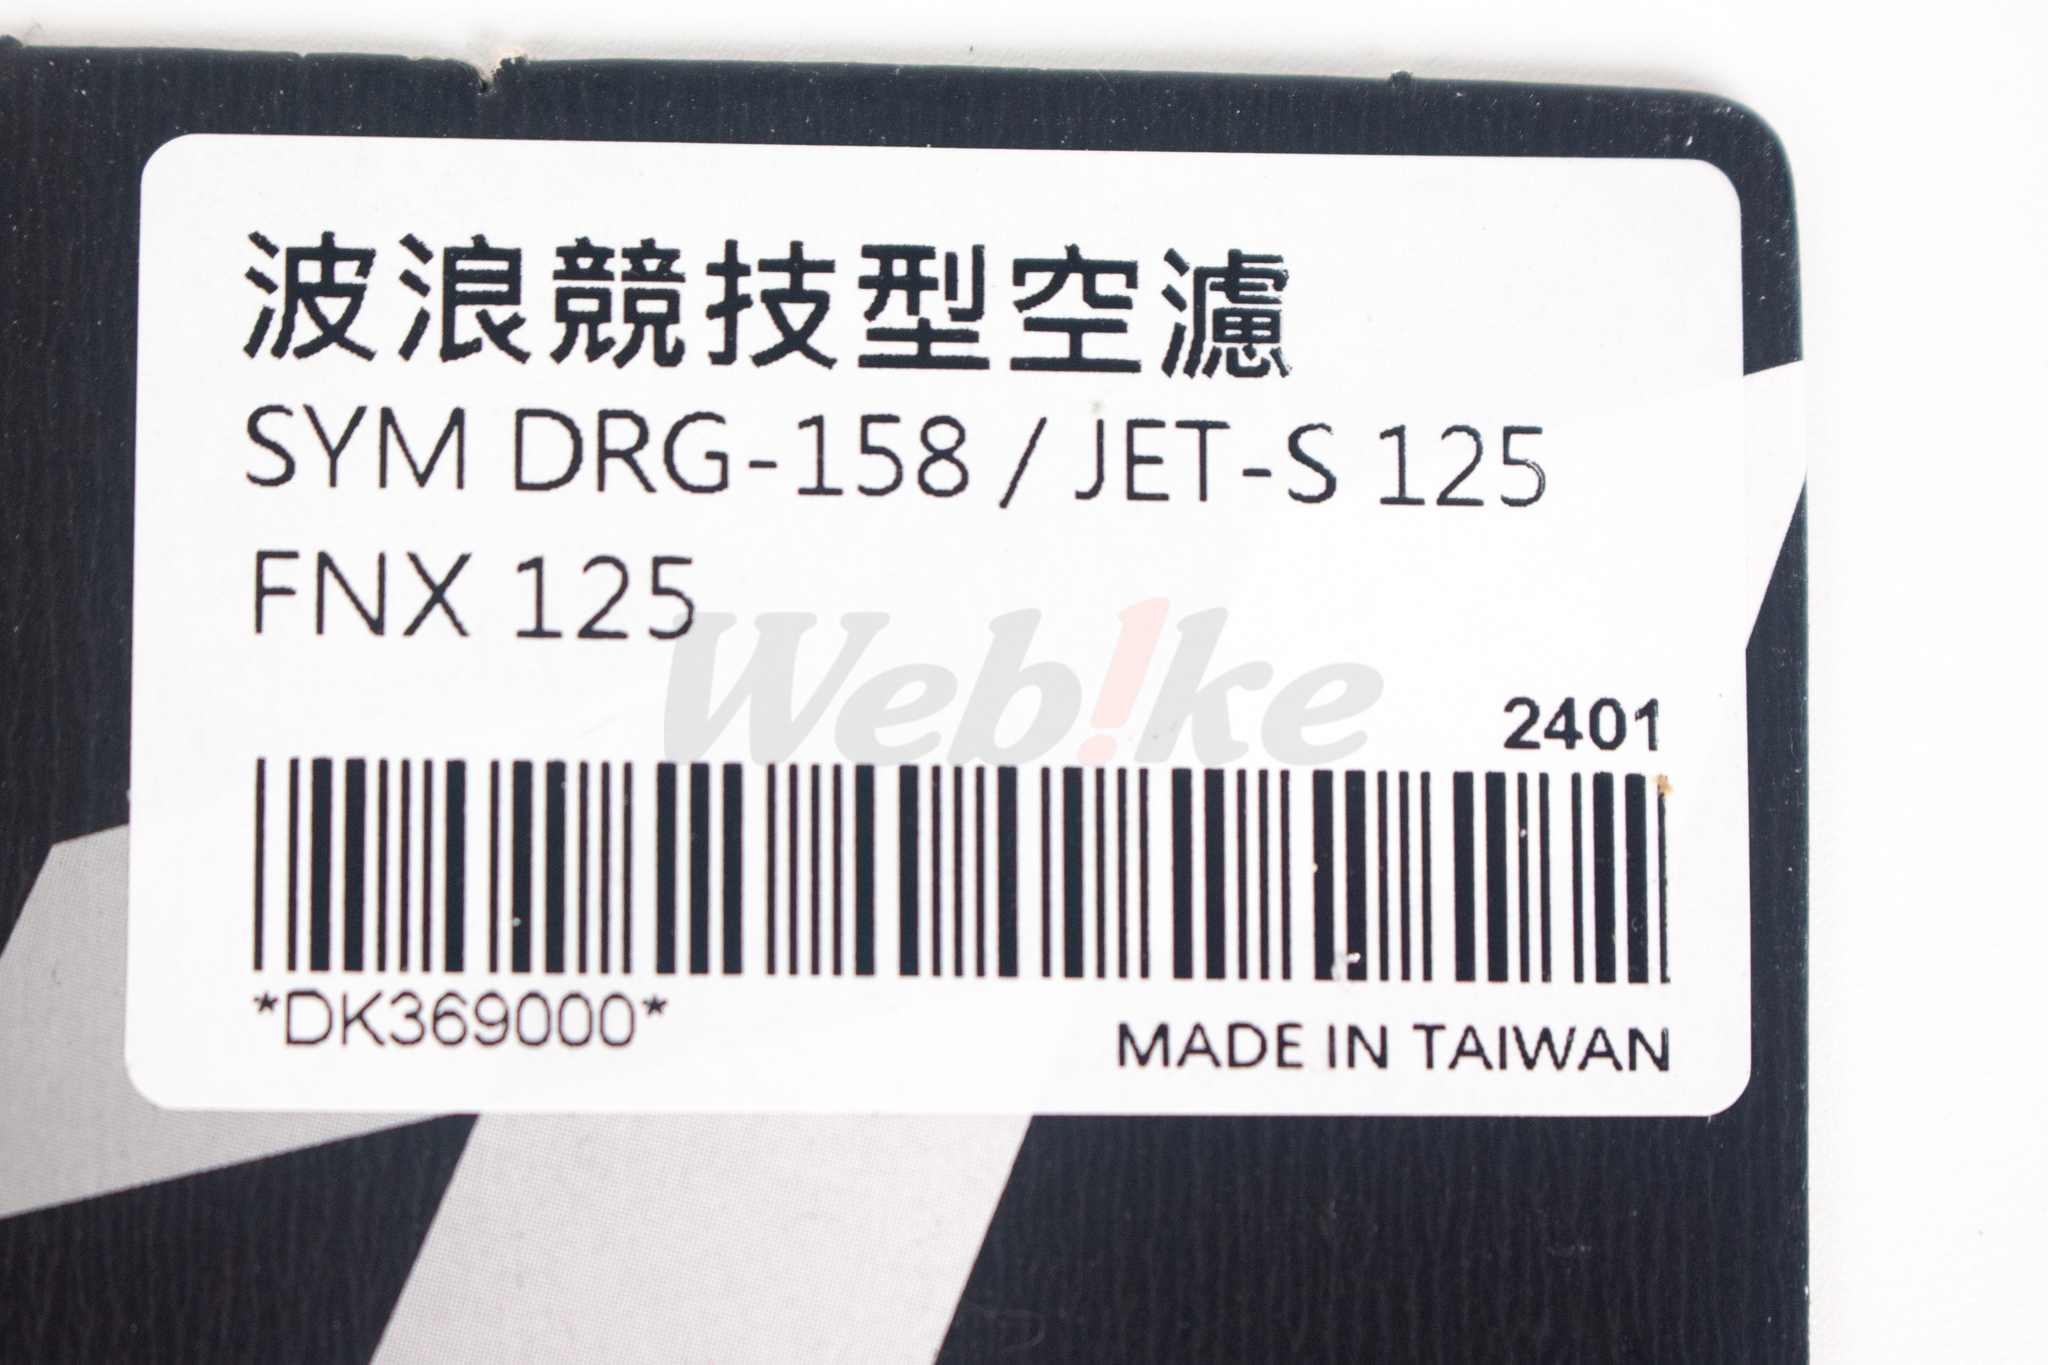 波浪競技型空濾
SYM DRG-158 / JET-S 125
FNX 125
Web!ke
2401
*DK369000*
MADE IN TAIWAN